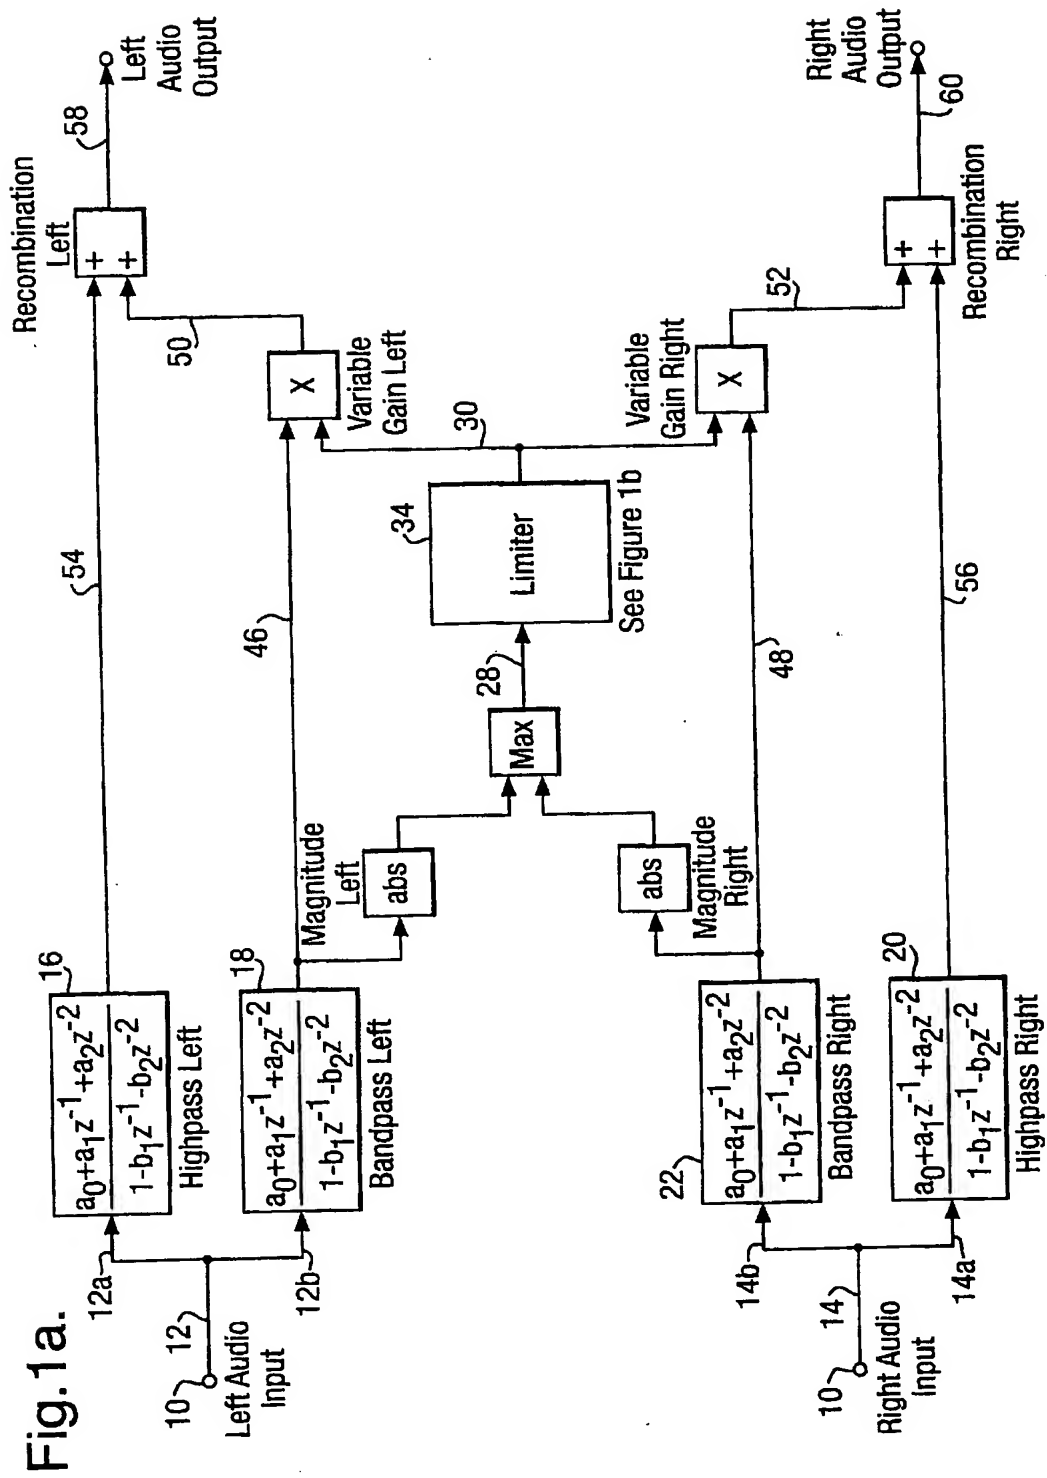 Fig.1a.
10
Left Audio
Input
12
12a
12b
a0+a1z-1+a2z-2
1-b1z-1-b2z-2
16
Highpass Left
a0+a1z-1+a2z-2
1-b1z-1-b2z-2
18
Bandpass Left
54
46
Magnitude
Left
abs
Max
28
Limiter
34
See Figure 1b
30
X
Variable
Gain Left
50
Recombination
Left
+
+
58
Left
Audio
Output
10
Right Audio
Input
14
14b
14a
22
a0+a1z-1+a2z-2
1-b1z-1-b2z-2
Bandpass Right
a0+a1z-1+a2z-2
1-b1z-1-b2z-2
20
Highpass Right
abs
Magnitude
Right
48
56
Variable
Gain Right
X
52
+
+
Recombination
Right
60
Right
Audio
Output